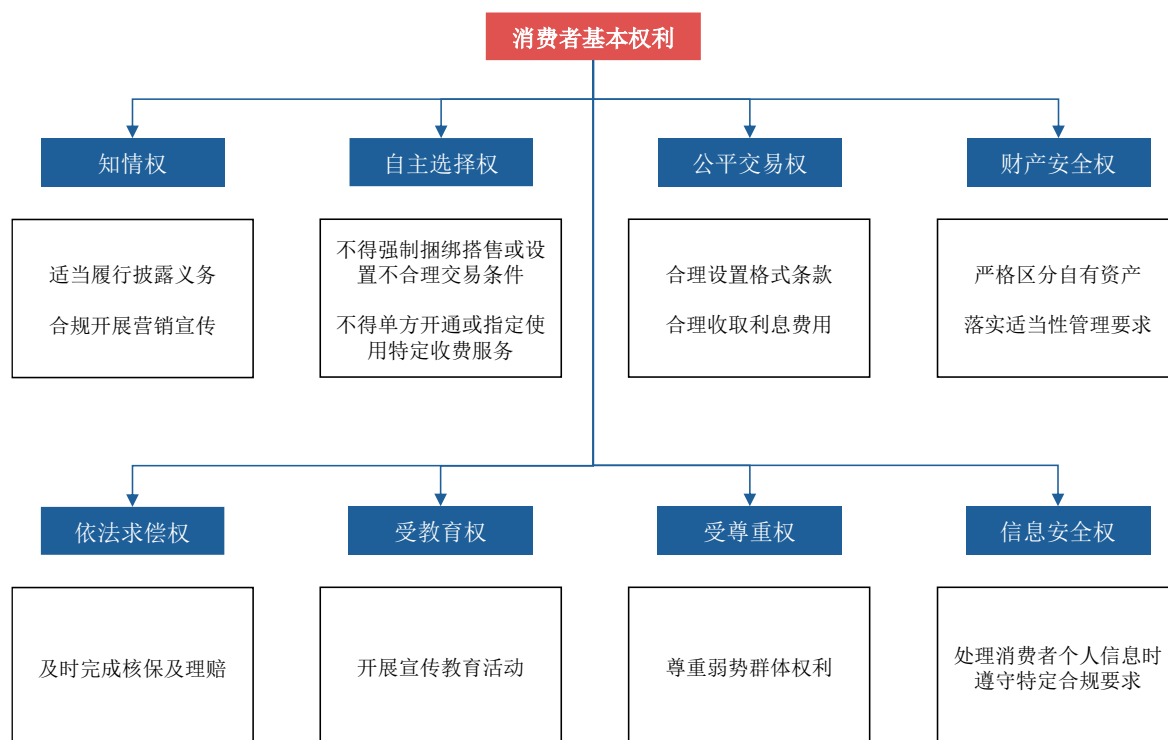 消费者基本权利
知情权
自主选择权
公平交易权
财产安全权
适当履行披露义务
合规开展营销宣传
不得强制捆绑搭售或设
置不合理交易条件
不得单方开通或指定使
用特定收费服务
合理设置格式条款
合理收取利息费用
严格区分自有资产
落实适当性管理要求
依法求偿权
受教育权
受尊重权
信息安全权
及时完成核保及理赔
开展宣传教育活动
尊重弱势群体权利
处理消费者个人信息时
遵守特定合规要求